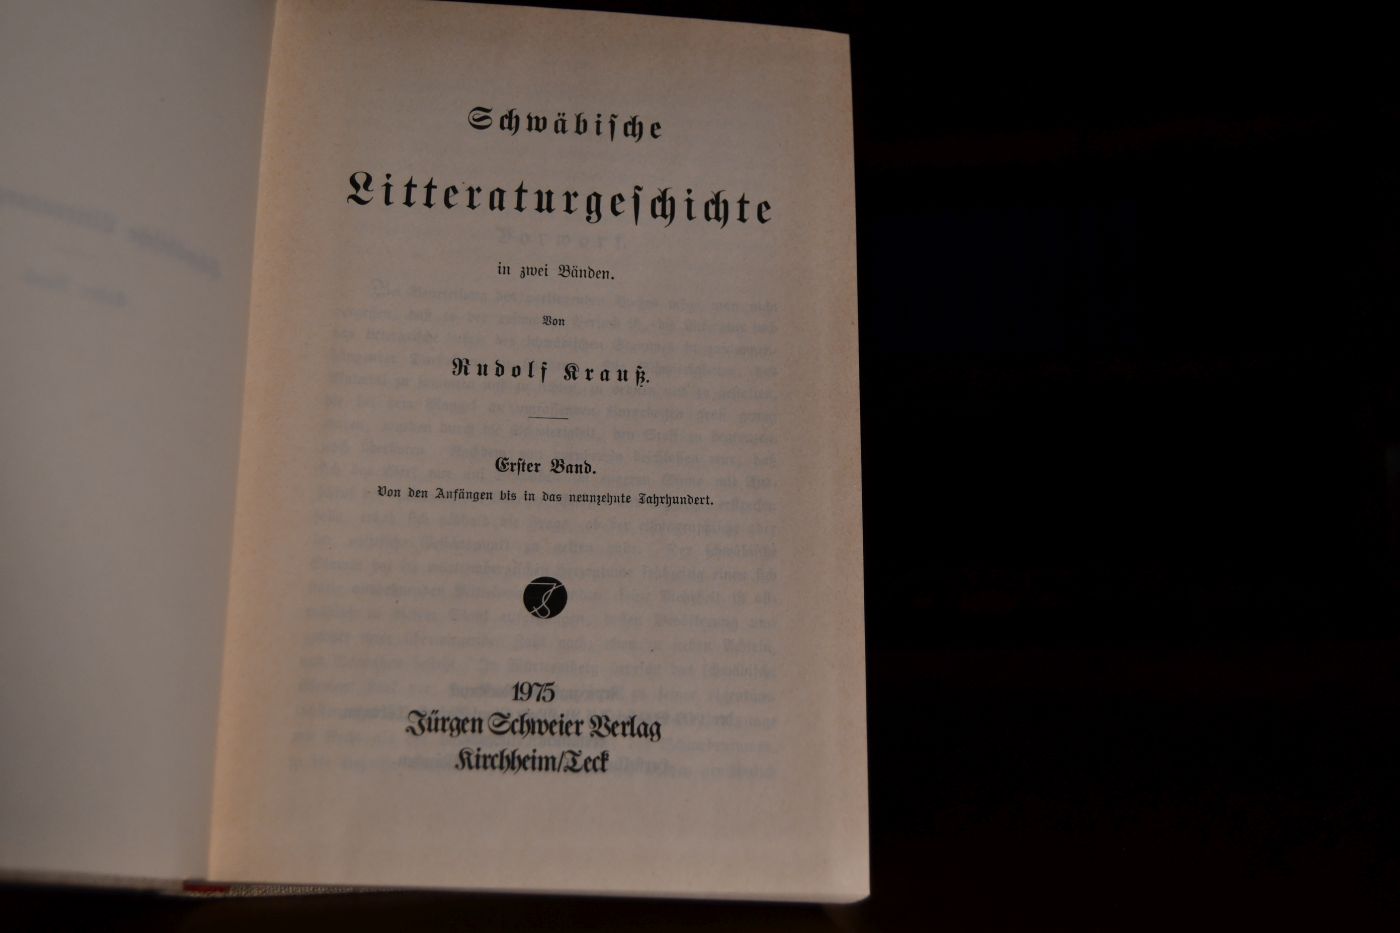 Schwäbische
Litteraturgeschichte
in zwei Bänden.
Von
Rudolf Krauß.
Erster Band.
Von den Anfängen bis in das neunzehnte Jahrhundert.
1975
Jürgen Schweier Verlag
Kirchheim/Teck